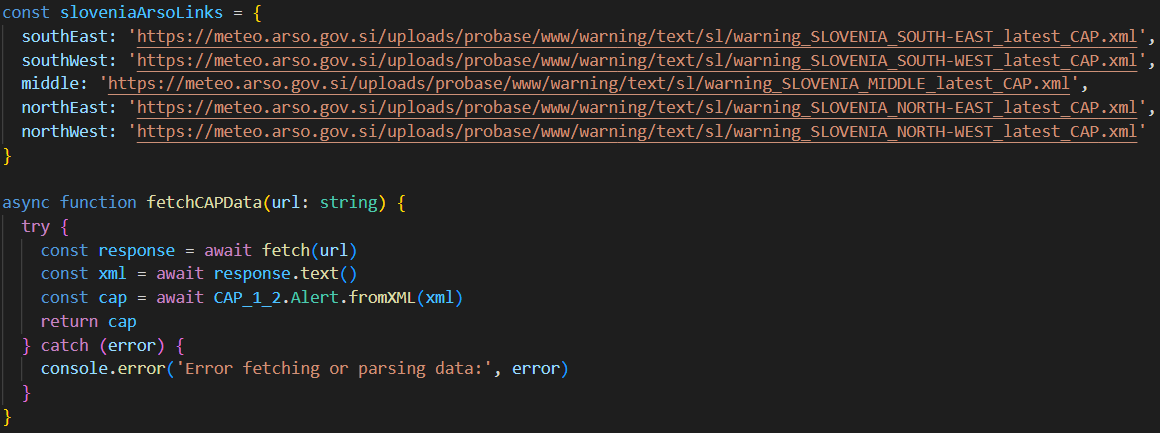 const sloveniaArsoLinks = {
  southEast: 'https://meteo.arso.gov.si/uploads/probase/www/warning/text/sl/warning_SLOVENIA_SOUTH-EAST_latest_CAP.xml',
  southWest: 'https://meteo.arso.gov.si/uploads/probase/www/warning/text/sl/warning_SLOVENIA_SOUTH-WEST_latest_CAP.xml',
  middle: 'https://meteo.arso.gov.si/uploads/probase/www/warning/text/sl/warning_SLOVENIA_MIDDLE_latest_CAP.xml',
  northEast: 'https://meteo.arso.gov.si/uploads/probase/www/warning/text/sl/warning_SLOVENIA_NORTH-EAST_latest_CAP.xml',
  northWest: 'https://meteo.arso.gov.si/uploads/probase/www/warning/text/sl/warning_SLOVENIA_NORTH-WEST_latest_CAP.xml'
}

async function fetchCAPData(url: string) {
  try {
    const response = await fetch(url)
    const xml = await response.text()
    const cap = await CAP_1_2.Alert.fromXML(xml)
    return cap
  } catch (error) {
    console.error('Error fetching or parsing data:', error)
  }
}